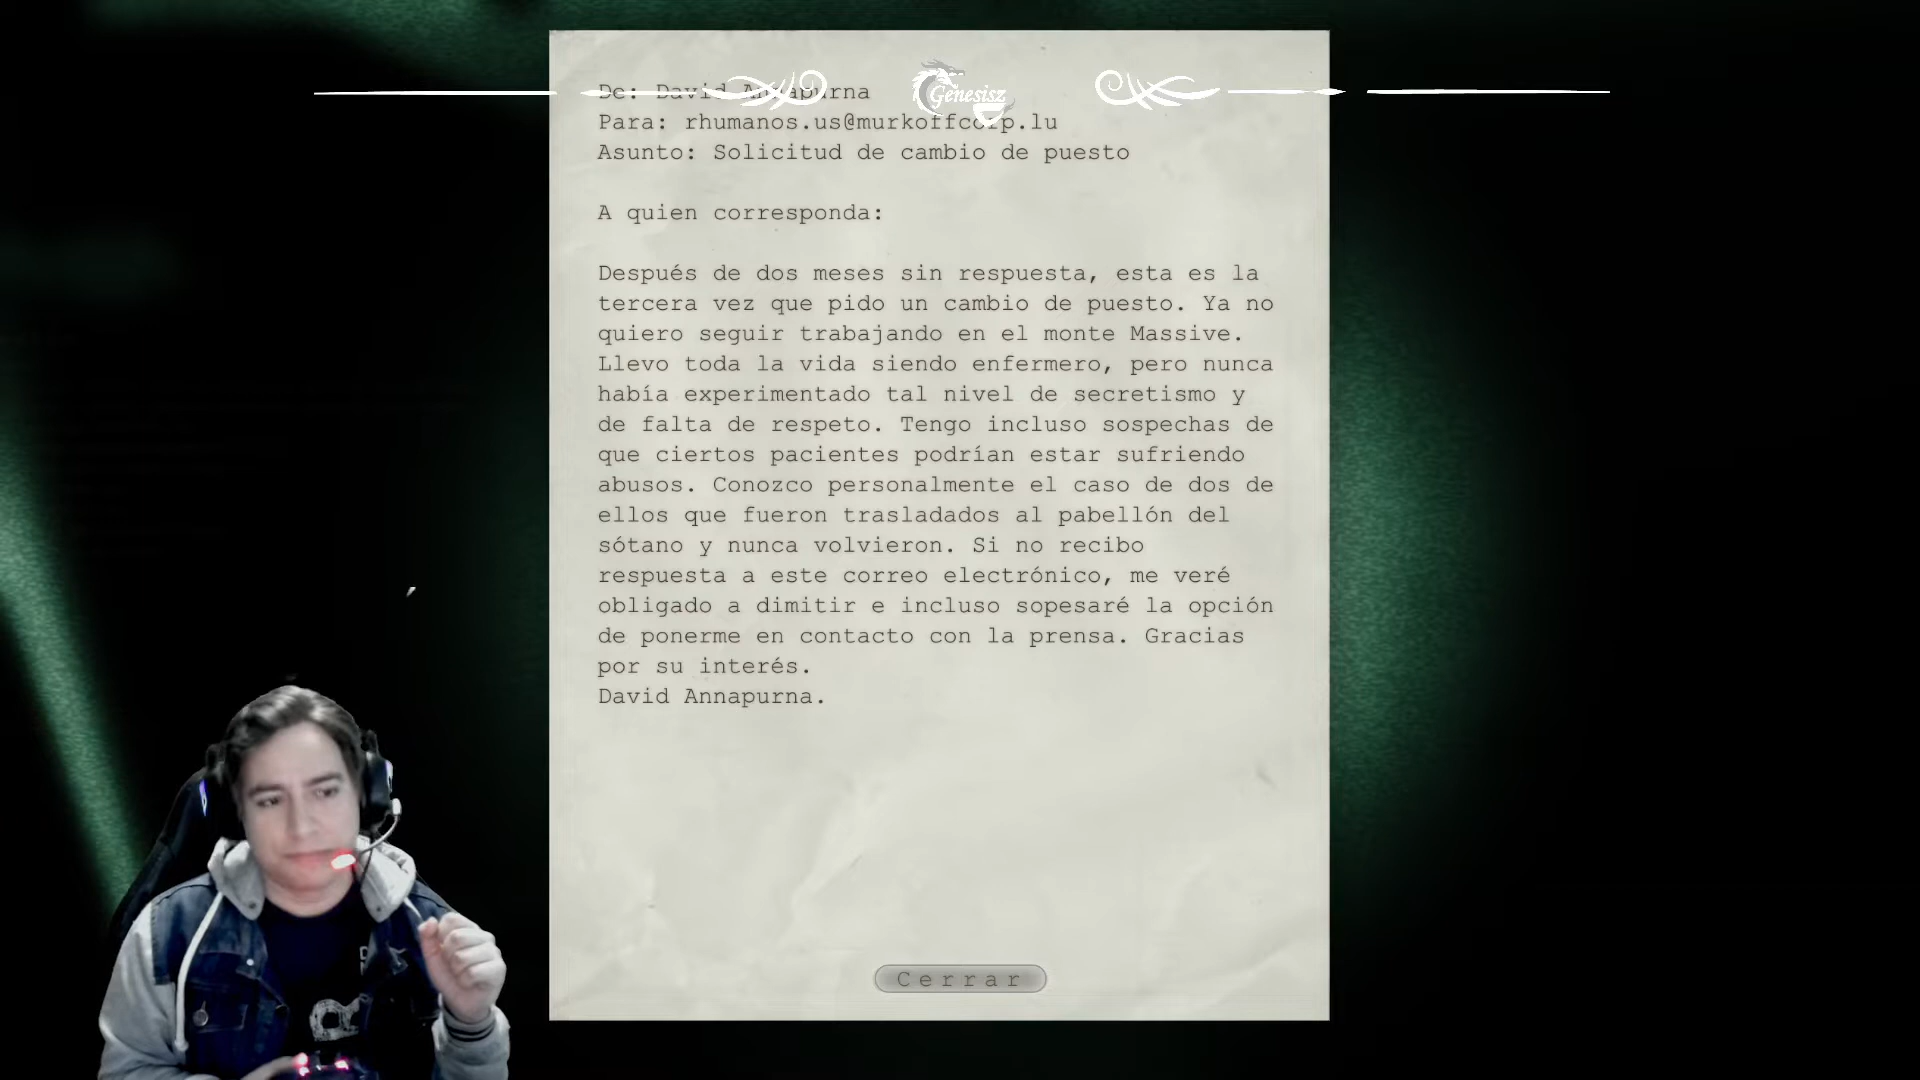 De: David Annapurna
Genesisz
Para: rhumanos.us@murkoffcorp.lu
Asunto: Solicitud de cambio de puesto
A quien corresponda:
Después de dos meses sin respuesta, esta es la
tercera vez que pido un cambio de puesto. Ya no
quiero seguir trabajando en el monte Massive.
Llevo toda la vida siendo enfermero, pero nunca
había experimentado tal nivel de secretismo y
de falta de respeto. Tengo incluso sospechas de
que ciertos pacientes podrían estar sufriendo
abusos. Conozco personalmente el caso de dos de
ellos que fueron trasladados al pabellón del
sótano y nunca volvieron. Si no recibo
respuesta a este correo electrónico, me veré
obligado a dimitir e incluso sopesaré la opción
de ponerme en contacto con la prensa. Gracias
por su interés.
David Annapurna.
Cerrar